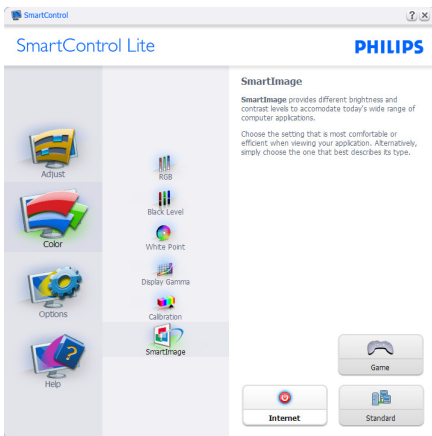 SmartControl
SmartControl Lite
PHILIPS
Adjust
Color
Options
Help
RGB
Black Level
White Point
Display Gamma
Calibration
SmartImage
SmartImage
SmartImage provides different brightness and
contrast levels to accomodate today's wide range of
computer applications.
Choose the setting that is most comfortable or
efficient when viewing your application. Alternatively,
simply choose the one that best describes its type.
Game
Internet
Standard